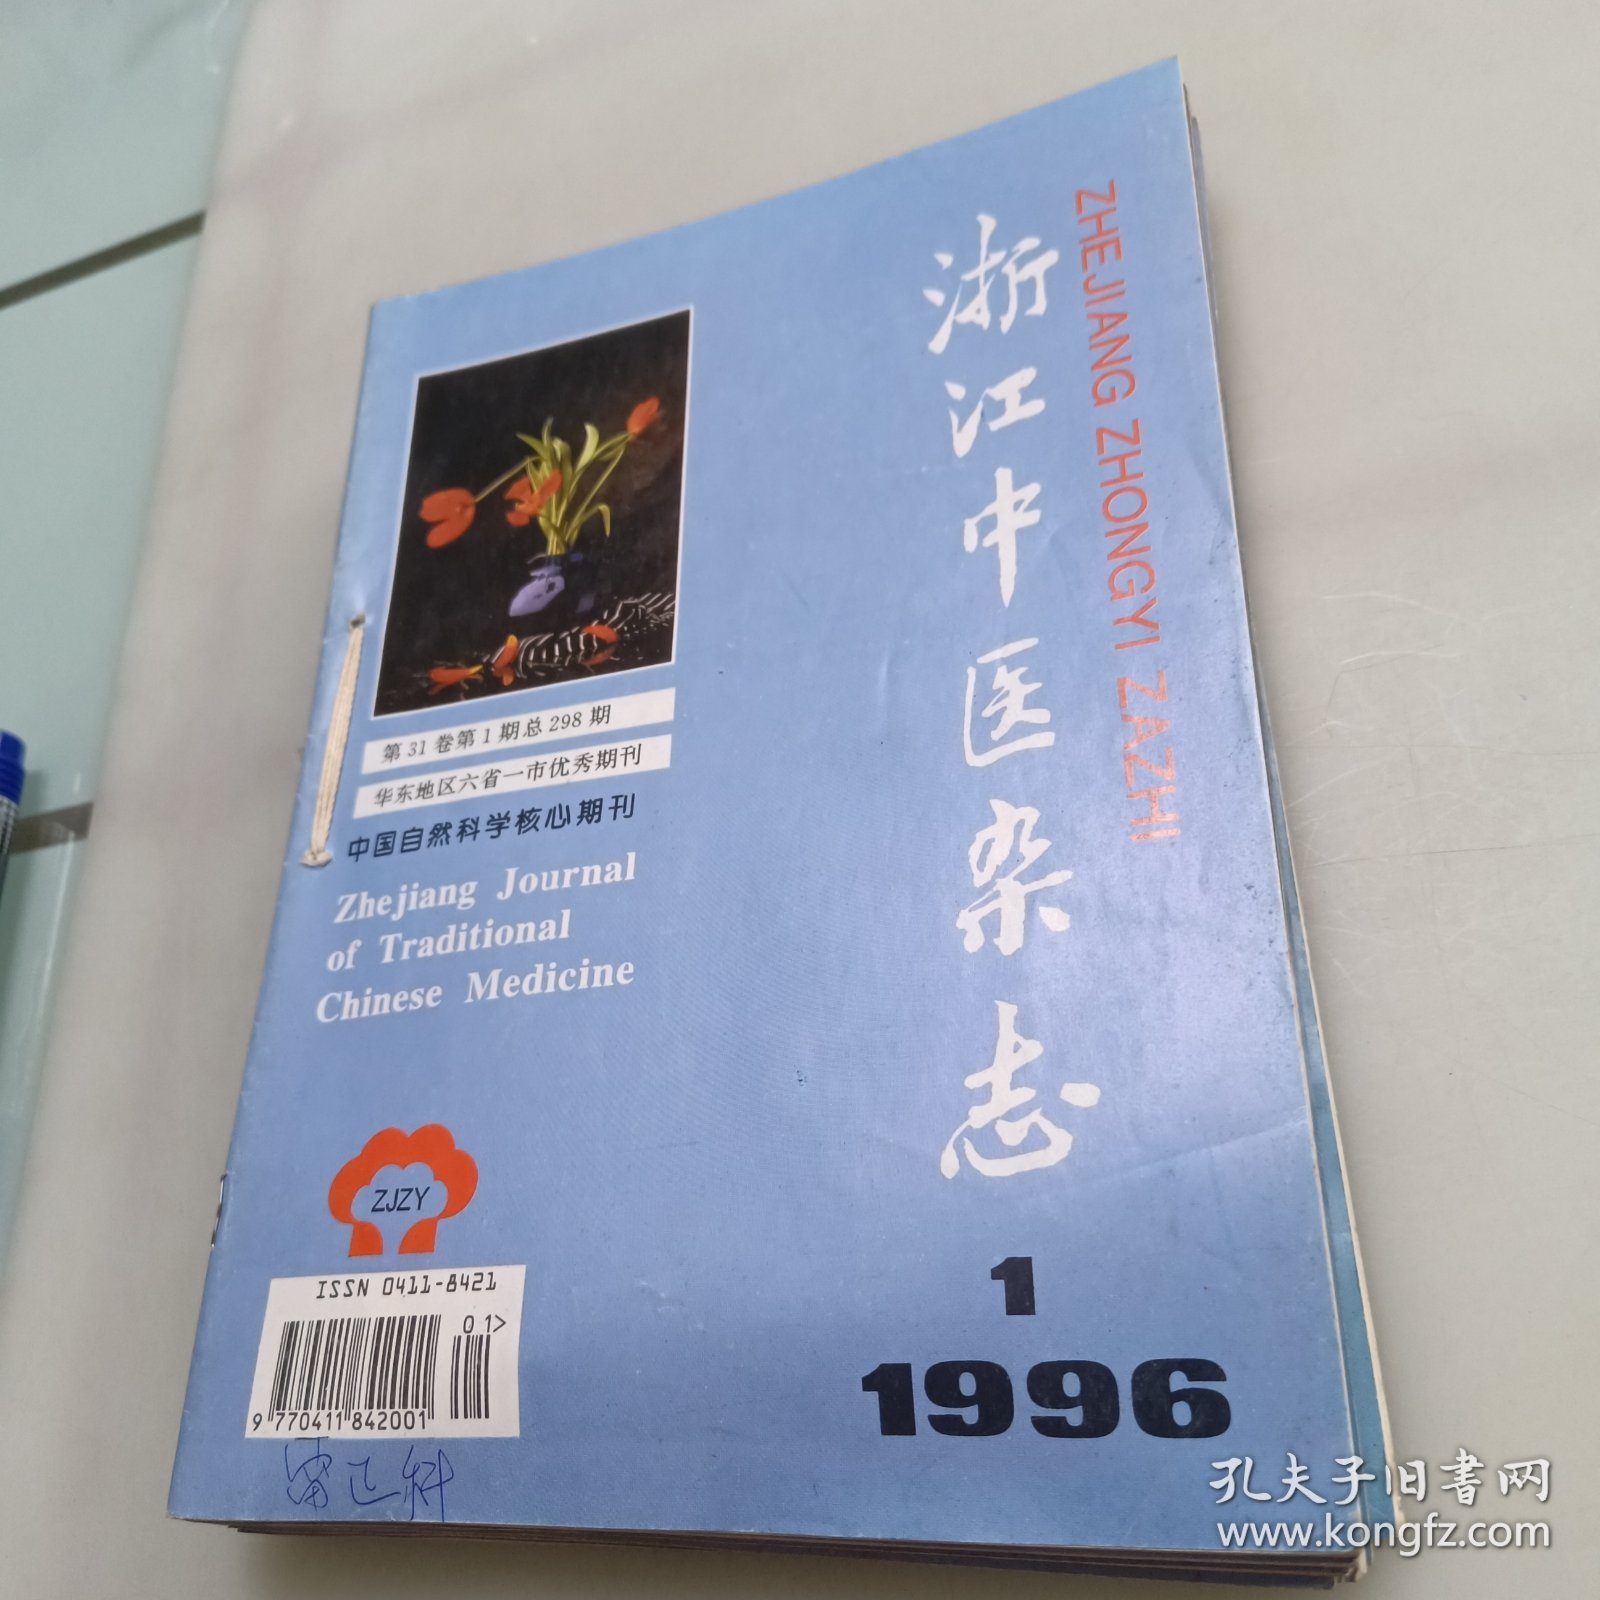 浙江中医杂志
ZHEJIANG ZHONGYI ZAZHI
第31卷第1期总298期
华东地区六省一市优秀期刊
中国自然科学核心期刊
Zhejiang Journal
of Traditional
Chinese Medicine
ZJZY
ISSN 0411-8421
01>
9 770411 842001
1
1996
孔夫子旧书网
www.kongfz.com